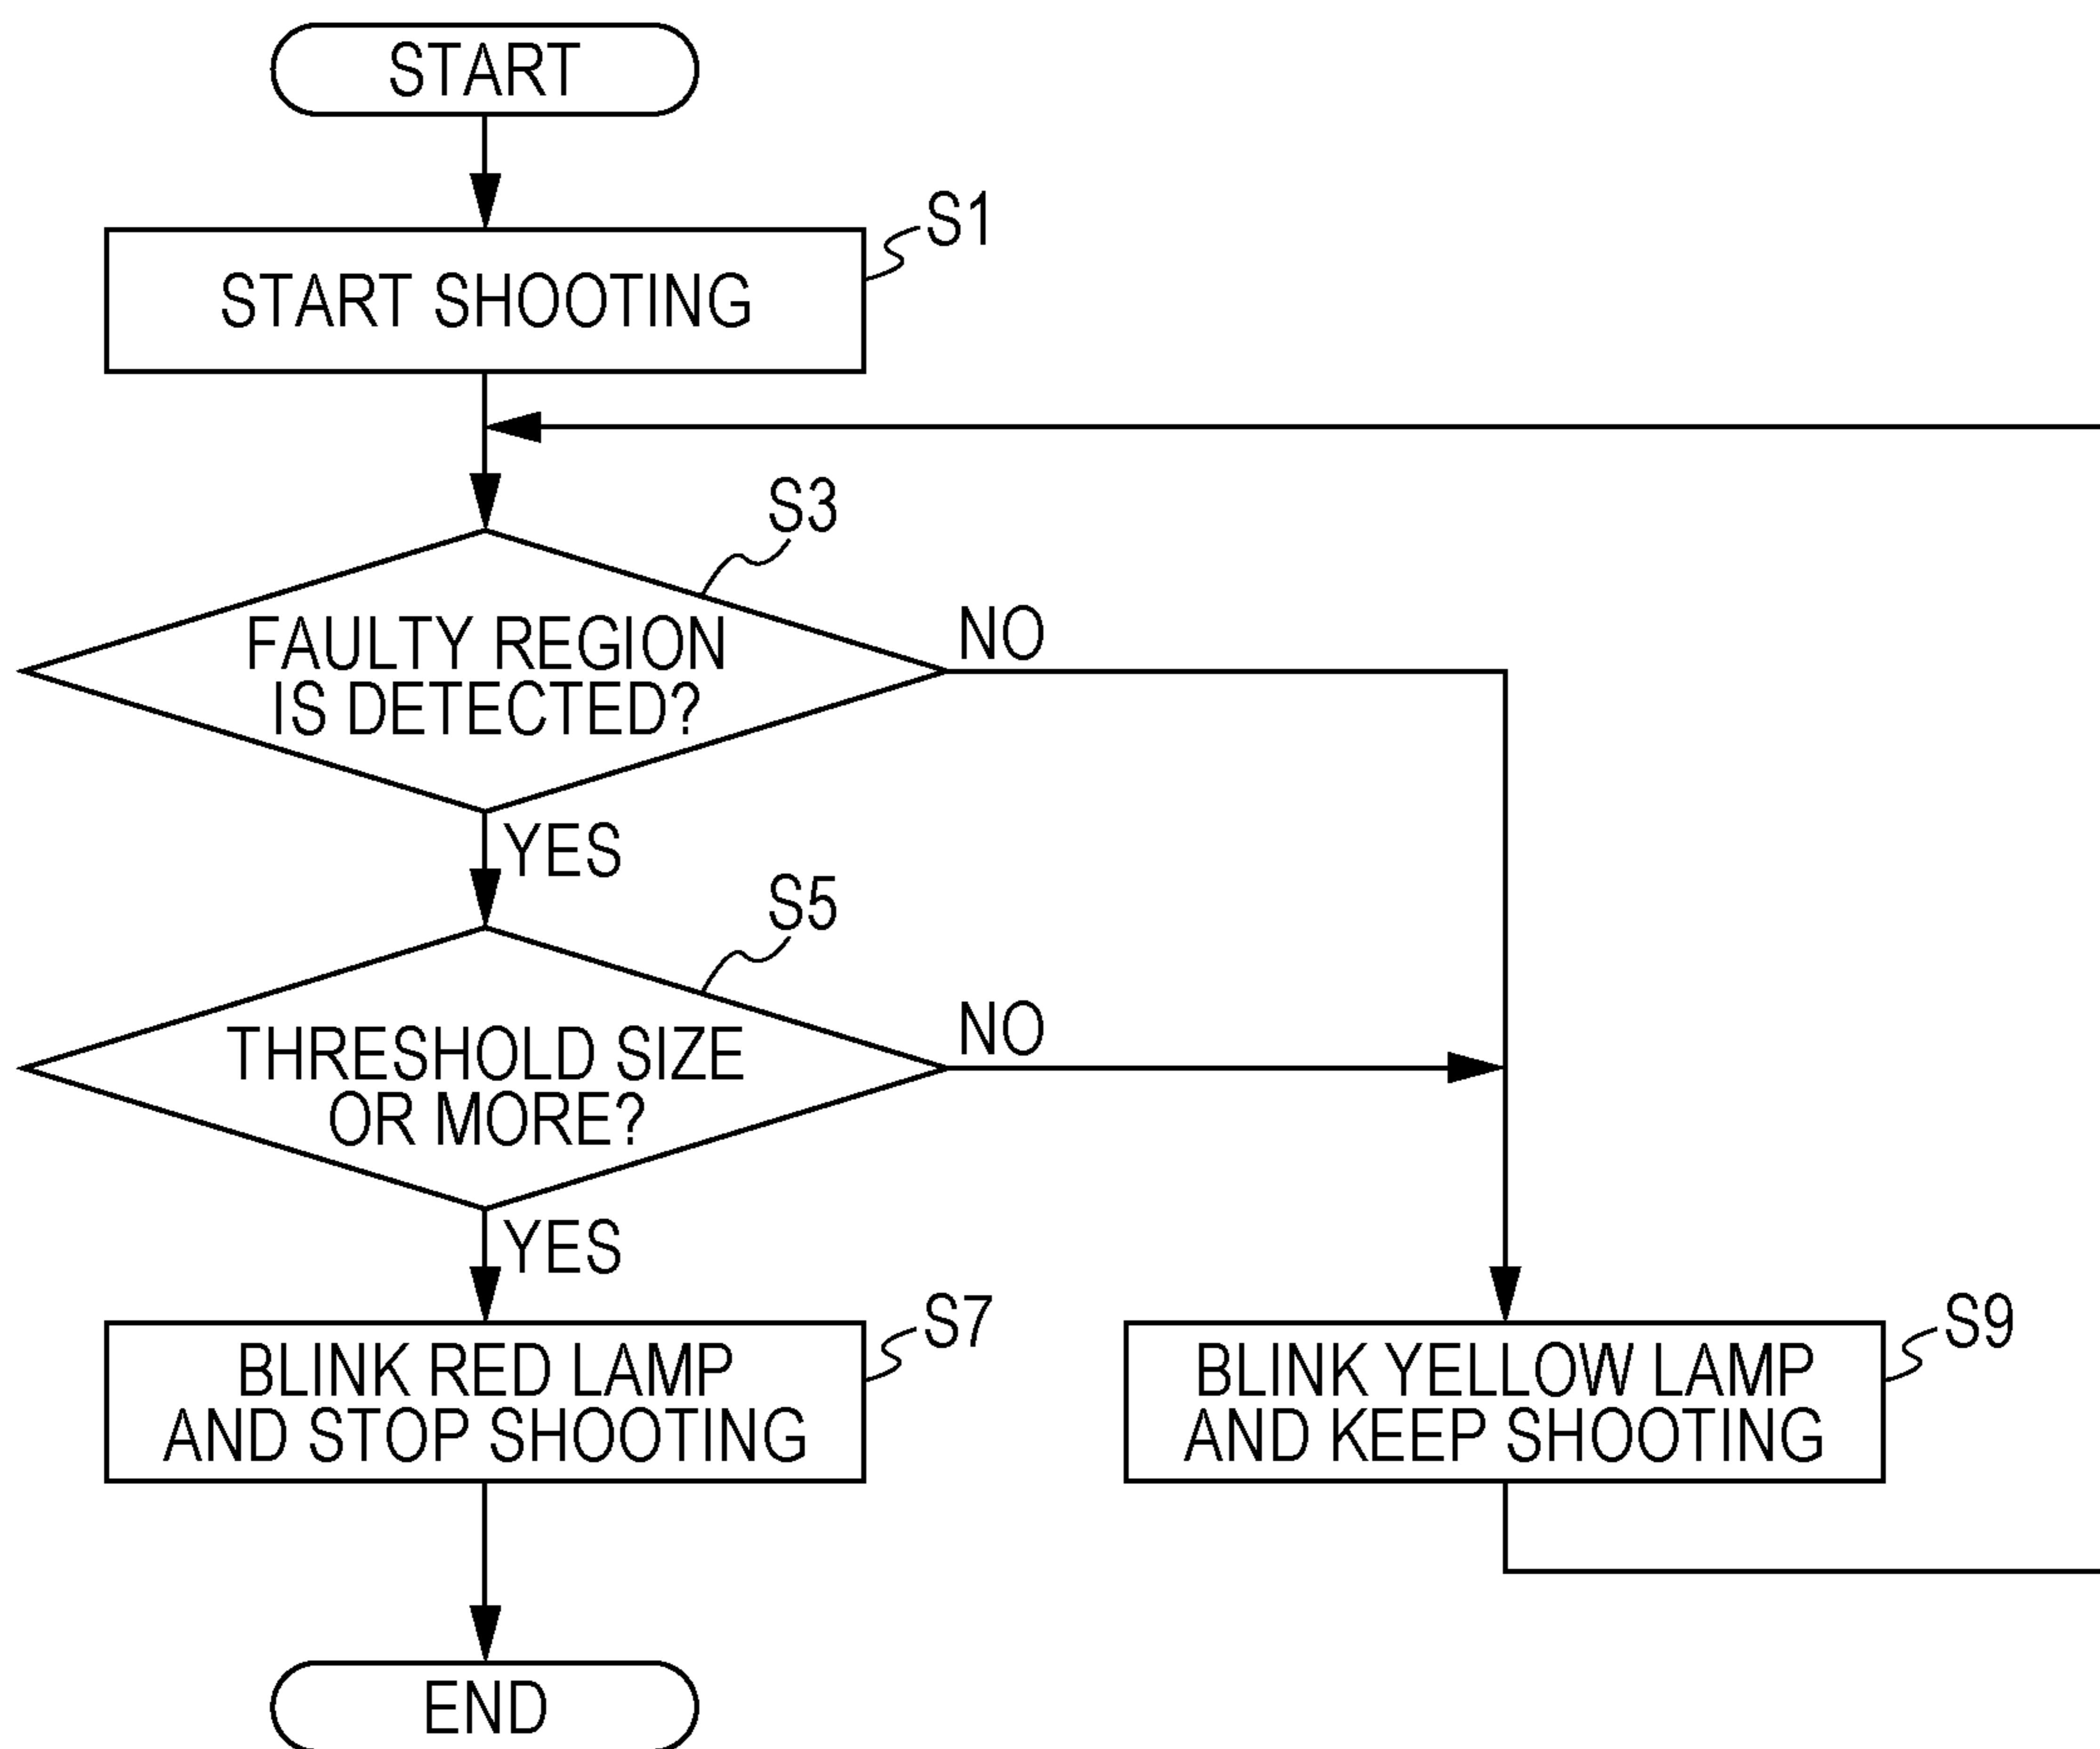 START
S1
START SHOOTING
S3
FAULTY REGION
IS DETECTED?
NO
YES
S5
THRESHOLD SIZE
OR MORE?
NO
YES
S7
BLINK RED LAMP
AND STOP SHOOTING
S9
BLINK YELLOW LAMP
AND KEEP SHOOTING
END